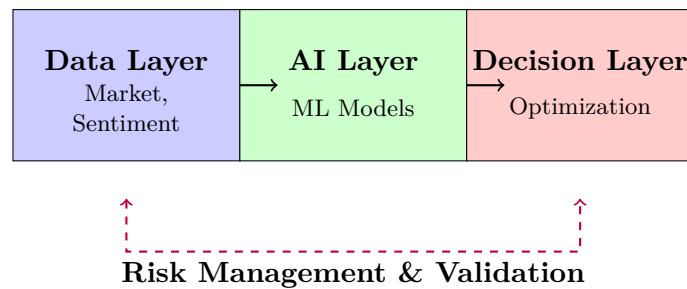 Data Layer
Market,
Sentiment
AI Layer
ML Models
Decision Layer
Optimization
Risk Management & Validation